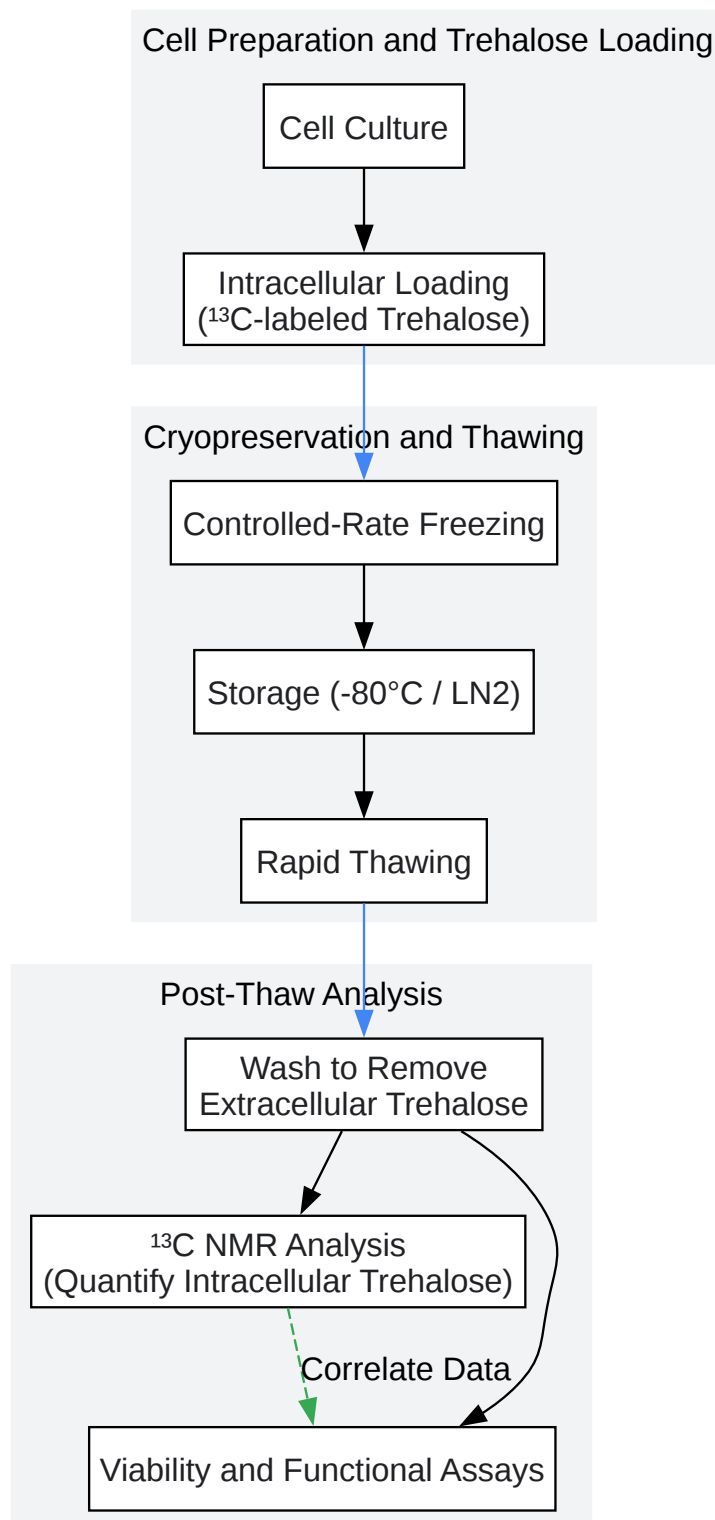 Cell Preparation and Trehalose Loading
Cell Culture
Intracellular Loading
(¹³C-labeled Trehalose)
Cryopreservation and Thawing
Controlled-Rate Freezing
Storage (-80°C / LN2)
Rapid Thawing
Post-Thaw Analysis
Wash to Remove
Extracellular Trehalose
¹³C NMR Analysis
(Quantify Intracellular Trehalose)
Correlate Data
Viability and Functional Assays